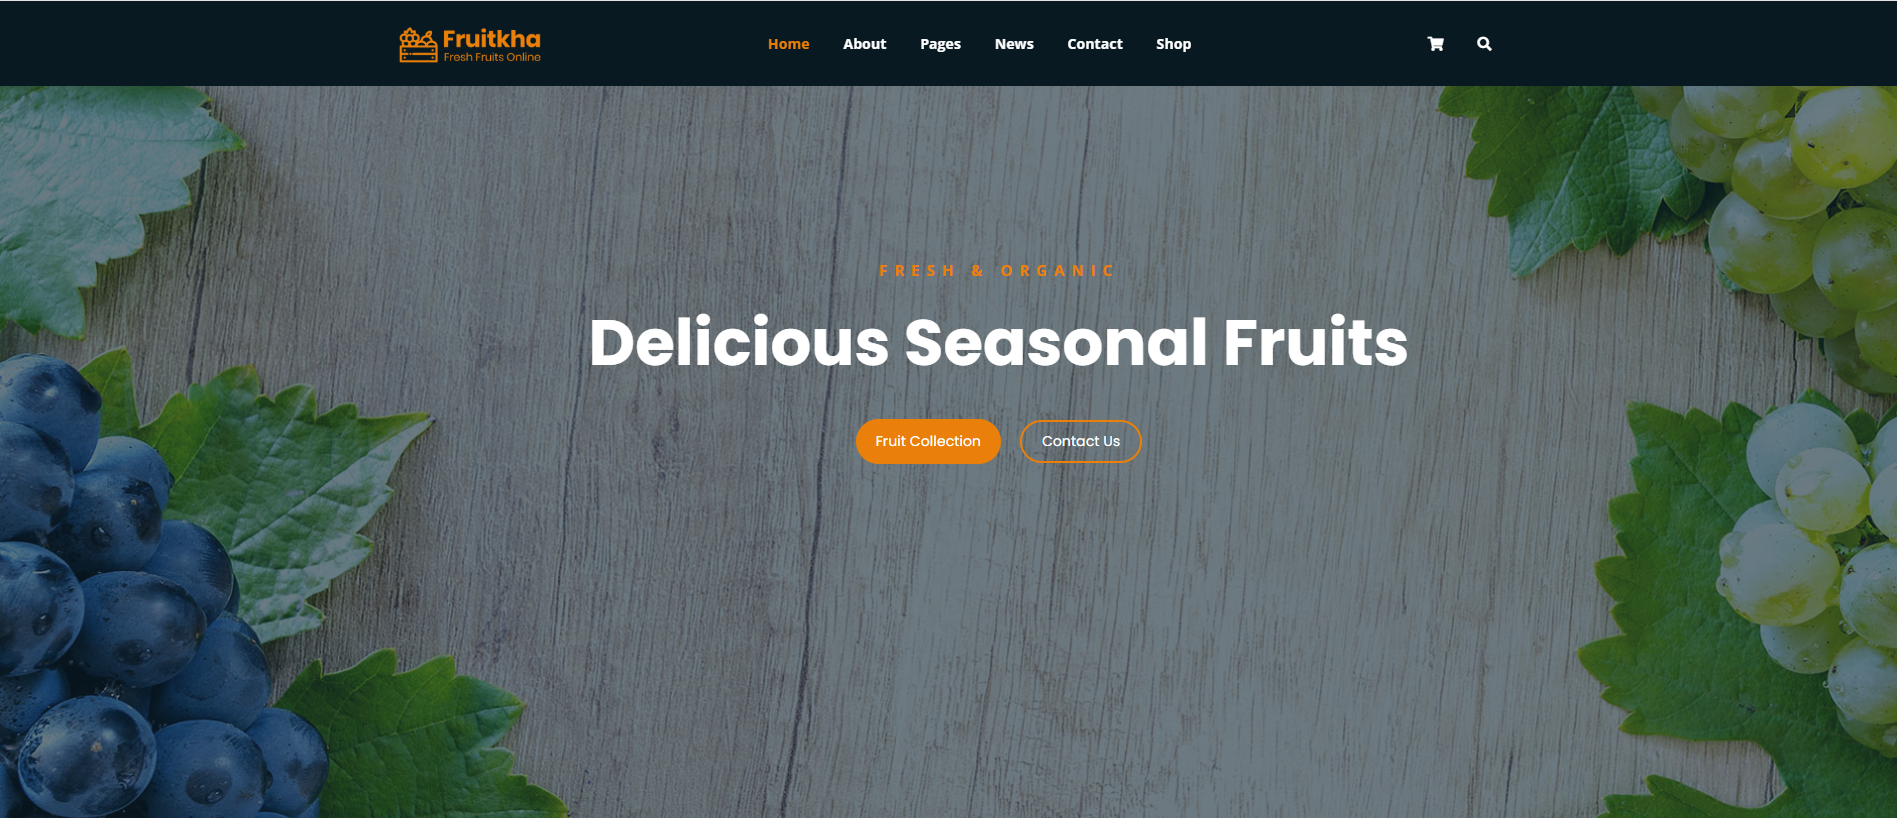 Fruitkha
Fresh Fruits Online
Home About Pages News Contact Shop
FRESH & ORGANIC
Delicious Seasonal Fruits
Fruit Collection Contact Us